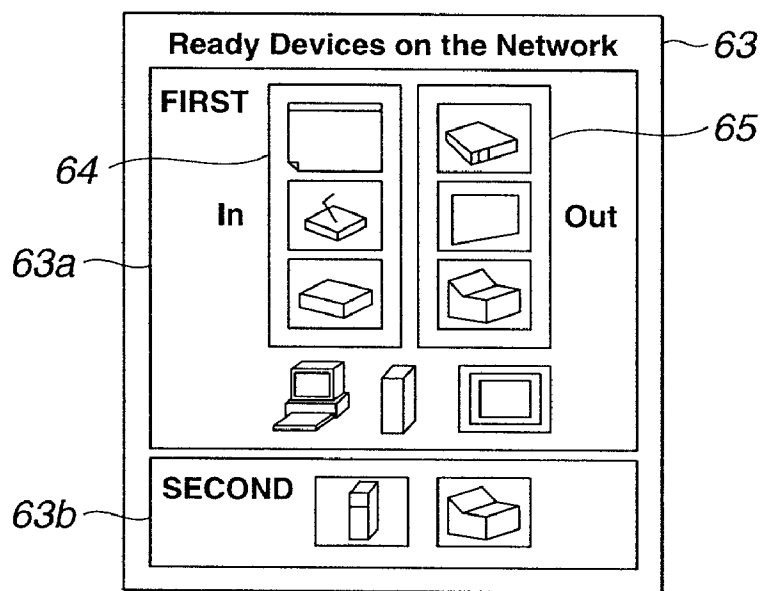 Ready Devices on the Network
63
FIRST
65
64
In
Out
63a
SECOND
63b